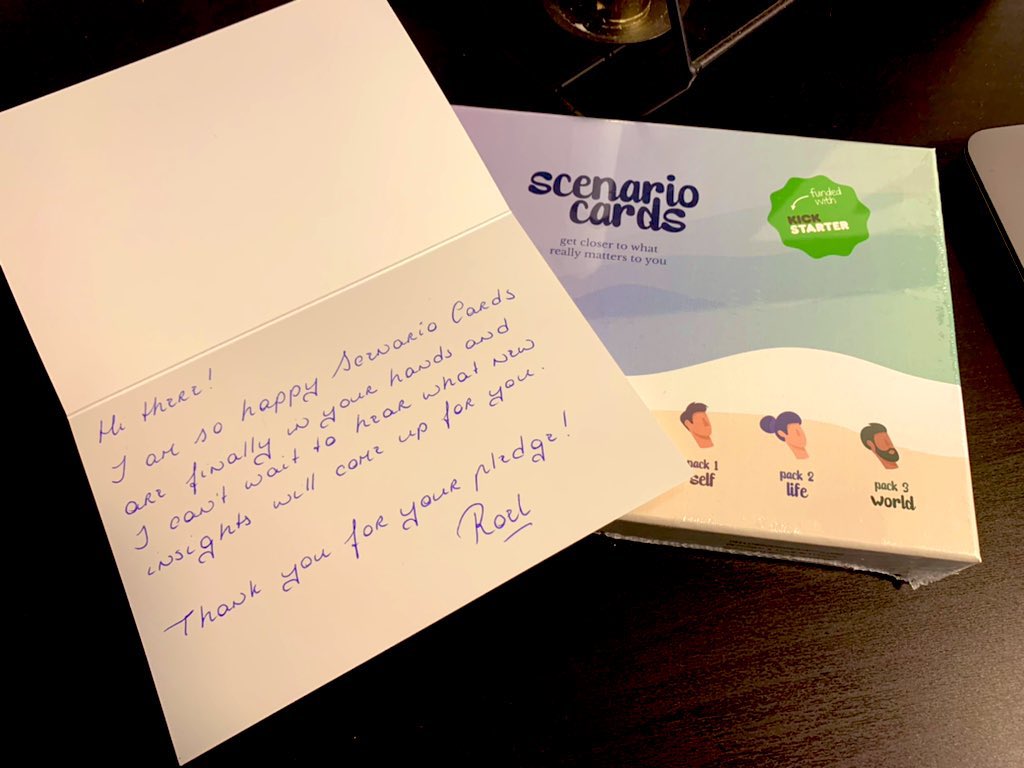 Hi there!
I am so happy Scenario Cards
are finally in your hands and
I can't wait to hear what new
insights will come up for you.
Thank you for your pledge!
Roel
scenario
cards
get closer to what
really matters to you
funded
with
KICK
STARTER
pack 1
self
pack 2
life
pack 3
world